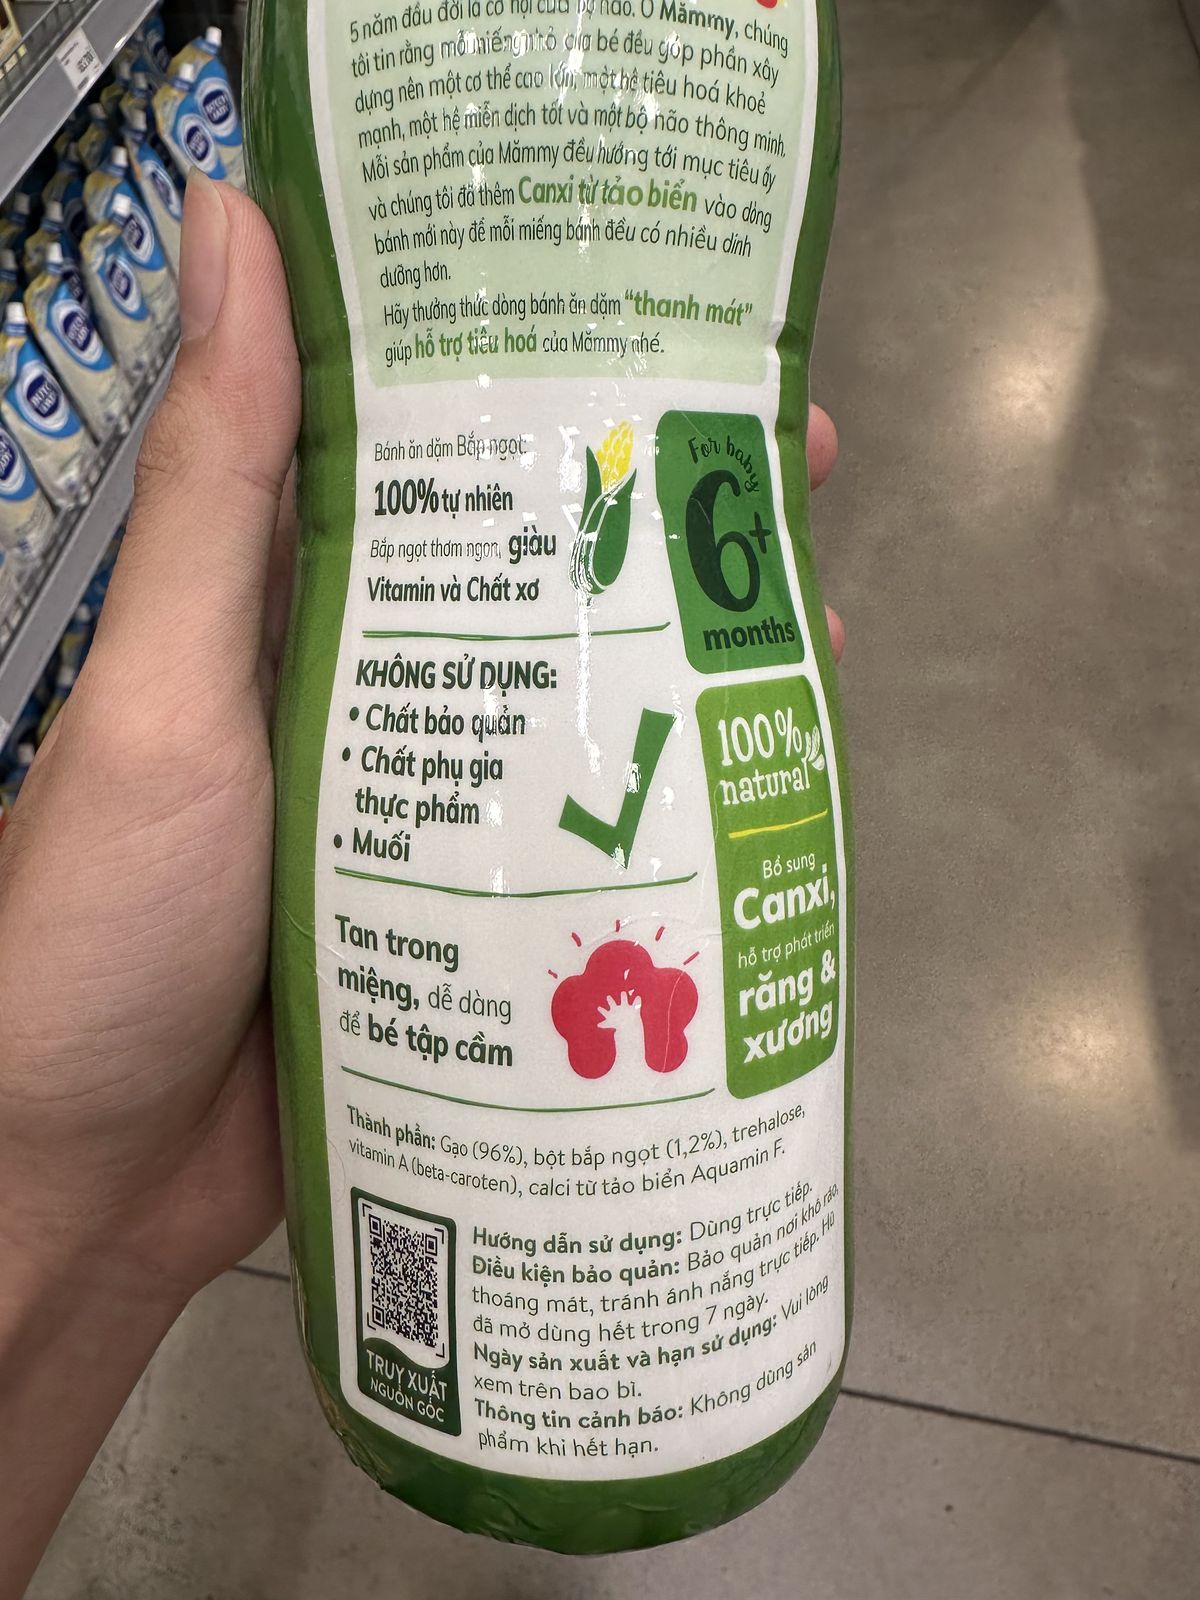 5 năm đầu đời là cơ hội của bộ não. Ở Mămmy, chúng
tôi tin rằng mỗi miếng nhỏ của bé đều góp phần xây
dựng nên một cơ thể cao lớn, một hệ tiêu hoá khoẻ
mạnh, một hệ miễn dịch tốt và một bộ não thông minh.
Mỗi sản phẩm của Mămmy đều hướng tới mục tiêu ấy
và chúng tôi đã thêm Canxi từ tảo biển vào dòng
bánh mới này để mỗi miếng bánh đều có nhiều dinh
dưỡng hơn.
Hãy thưởng thức dòng bánh ăn dặm “thanh mát”
giúp hỗ trợ tiêu hoá của Mămmy nhé.
Bánh ăn dặm Bắp ngọt:
100% tự nhiên
Bắp ngọt thơm ngon, giàu
Vitamin và Chất xơ
For baby
6+
months
KHÔNG SỬ DỤNG:
• Chất bảo quản
• Chất phụ gia
thực phẩm
• Muối
100%
natural
Bổ sung
Canxi,
hỗ trợ phát triển
răng &
xương
Tan trong
miệng, dễ dàng
để bé tập cầm
Thành phần: Gạo (96%), bột bắp ngọt (1,2%), trehalose,
vitamin A (beta-caroten), calci từ tảo biển Aquamin F.
TRUY XUẤT
NGUỒN GỐC
Hướng dẫn sử dụng: Dùng trực tiếp.
Điều kiện bảo quản: Bảo quản nơi khô ráo,
thoáng mát, tránh ánh nắng trực tiếp. Hũ
đã mở dùng hết trong 7 ngày.
Ngày sản xuất và hạn sử dụng: Vui lòng
xem trên bao bì.
Thông tin cảnh báo: Không dùng sản
phẩm khi hết hạn.
DUTCH
LADY